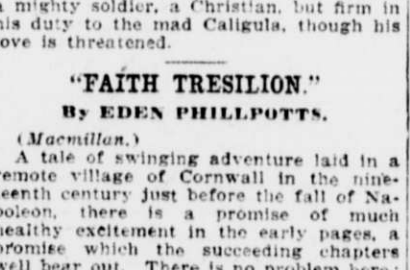 a mighty soldier, a Christian, but firm in
his duty to the mad Caligula, though his
love is threatened.
"FAITH TRESILION."
By EDEN PHILLPOTTS.
(Macmillan.)
A tale of swinging adventure laid in a
remote village of Cornwall in the nine-
teenth century just before the fall of Na-
poleon, there is a promise of much
healthy excitement in the early pages, a
promise which the succeeding chapters
well bear out. There is no problem here;